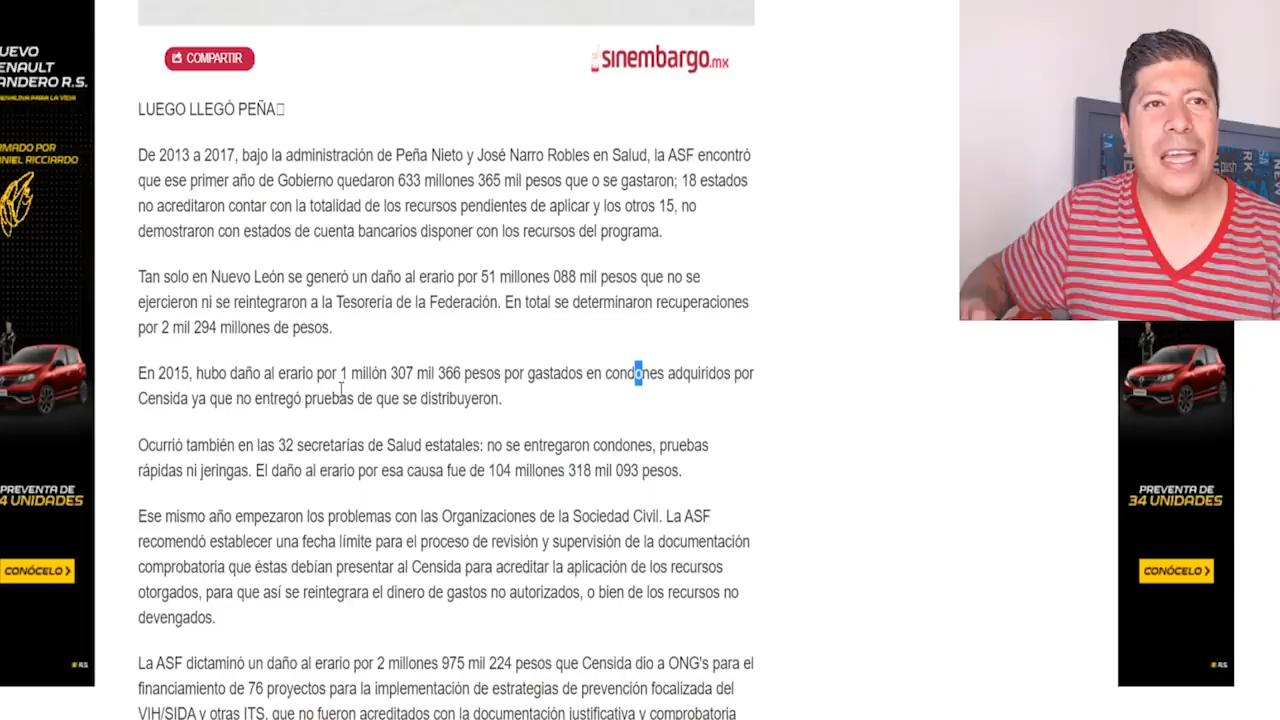 UEVO
ENAULT
ANDERO R.S.
COMPARTIR
sinembargo.mx
LUEGO LLEGÓ PEÑA
RMADO POR
NIEL RICCIARDO
De 2013 a 2017, bajo la administración de Peña Nieto y José Narro Robles en Salud, la ASF encontró
que ese primer año de Gobierno quedaron 633 millones 365 mil pesos que o se gastaron; 18 estados
no acreditaron contar con la totalidad de los recursos pendientes de aplicar y los otros 15, no
demostraron con estados de cuenta bancarios disponer con los recursos del programa.
Tan solo en Nuevo León se generó un daño al erario por 51 millones 088 mil pesos que no se
ejercieron ni se reintegraron a la Tesorería de la Federación. En total se determinaron recuperaciones
por 2 mil 294 millones de pesos.
En 2015, hubo daño al erario por 1 millón 307 mil 366 pesos por gastados en condones adquiridos por
Censida ya que no entregó pruebas de que se distribuyeron.
Ocurrió también en las 32 secretarías de Salud estatales: no se entregaron condones, pruebas
rápidas ni jeringas. El daño al erario por esa causa fue de 104 millones 318 mil 093 pesos.
PREVENTA DE
4 UNIDADES
PREVENTA DE
34 UNIDADES
Ese mismo año empezaron los problemas con las Organizaciones de la Sociedad Civil. La ASF
recomendó establecer una fecha límite para el proceso de revisión y supervisión de la documentación
comprobatoria que éstas debían presentar al Censida para acreditar la aplicación de los recursos
otorgados, para que así se reintegrara el dinero de gastos no autorizados, o bien de los recursos no
devengados.
CONÓCELO >
CONÓCELO >
La ASF dictaminó un daño al erario por 2 millones 975 mil 224 pesos que Censida dio a ONG's para el
financiamiento de 76 proyectos para la implementación de estrategias de prevención focalizada del
VIH/SIDA y otras ITS, que no fueron acreditados con la documentación justificativa y comprobatoria
R.S.
R.S.